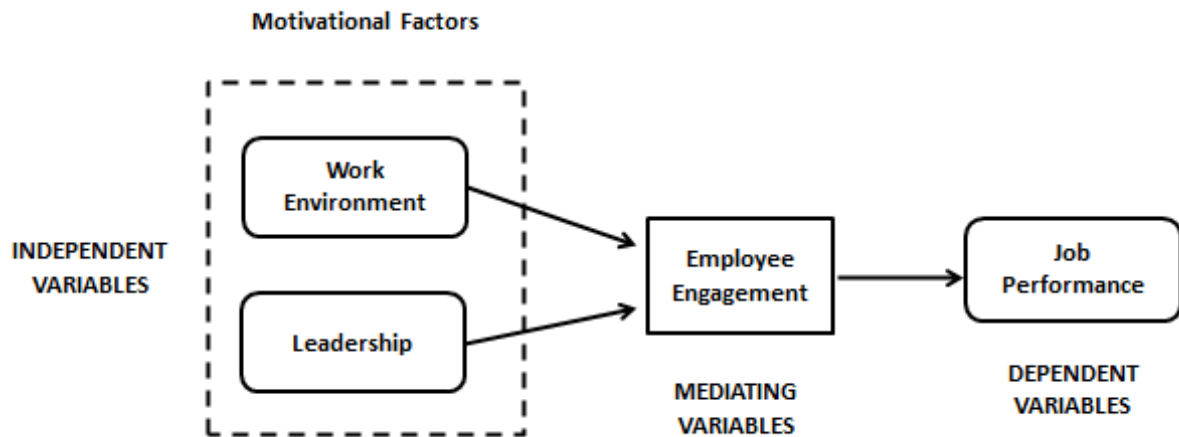 Motivational Factors
Work
Environment
INDEPENDENT
VARIABLES
Leadership
Employee
Engagement
MEDIATING
VARIABLES
Job
Performance
DEPENDENT
VARIABLES